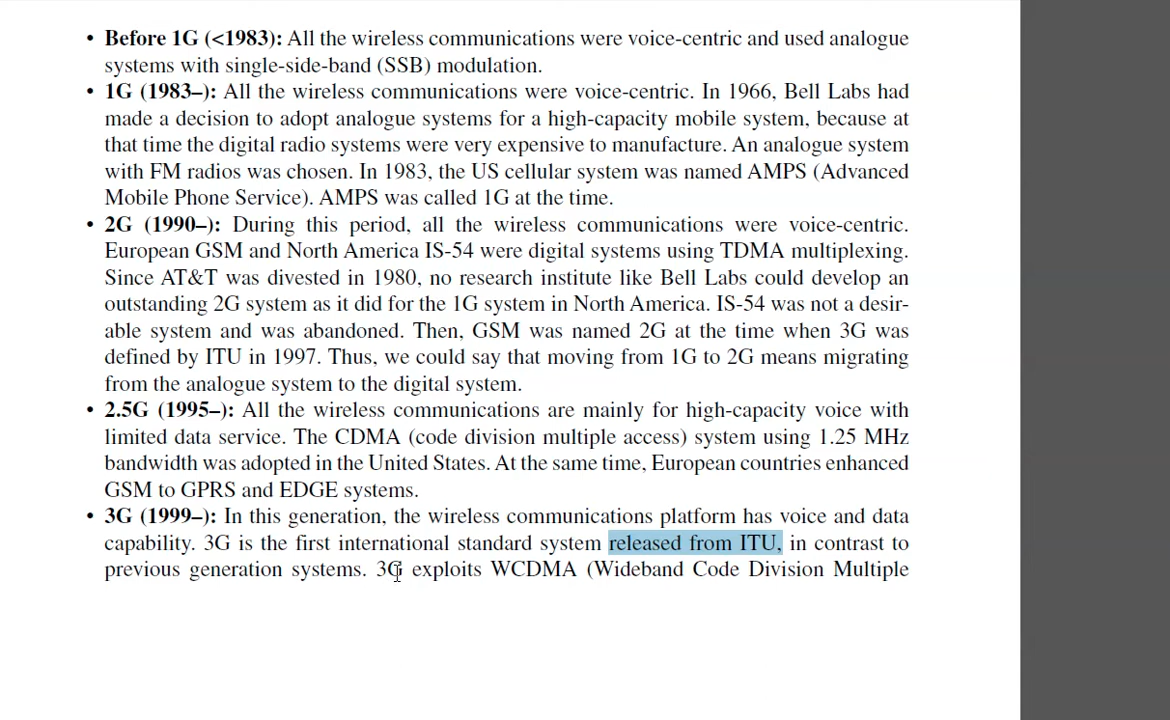 • Before 1G (<1983): All the wireless communications were voice-centric and used analogue
systems with single-side-band (SSB) modulation.
• 1G (1983–): All the wireless communications were voice-centric. In 1966, Bell Labs had
made a decision to adopt analogue systems for a high-capacity mobile system, because at
that time the digital radio systems were very expensive to manufacture. An analogue system
with FM radios was chosen. In 1983, the US cellular system was named AMPS (Advanced
Mobile Phone Service). AMPS was called 1G at the time.
• 2G (1990–): During this period, all the wireless communications were voice-centric.
European GSM and North America IS-54 were digital systems using TDMA multiplexing.
Since AT&T was divested in 1980, no research institute like Bell Labs could develop an
outstanding 2G system as it did for the 1G system in North America. IS-54 was not a desir-
able system and was abandoned. Then, GSM was named 2G at the time when 3G was
defined by ITU in 1997. Thus, we could say that moving from 1G to 2G means migrating
from the analogue system to the digital system.
• 2.5G (1995–): All the wireless communications are mainly for high-capacity voice with
limited data service. The CDMA (code division multiple access) system using 1.25 MHz
bandwidth was adopted in the United States. At the same time, European countries enhanced
GSM to GPRS and EDGE systems.
• 3G (1999–): In this generation, the wireless communications platform has voice and data
capability. 3G is the first international standard system released from ITU, in contrast to
previous generation systems. 3G exploits WCDMA (Wideband Code Division Multiple